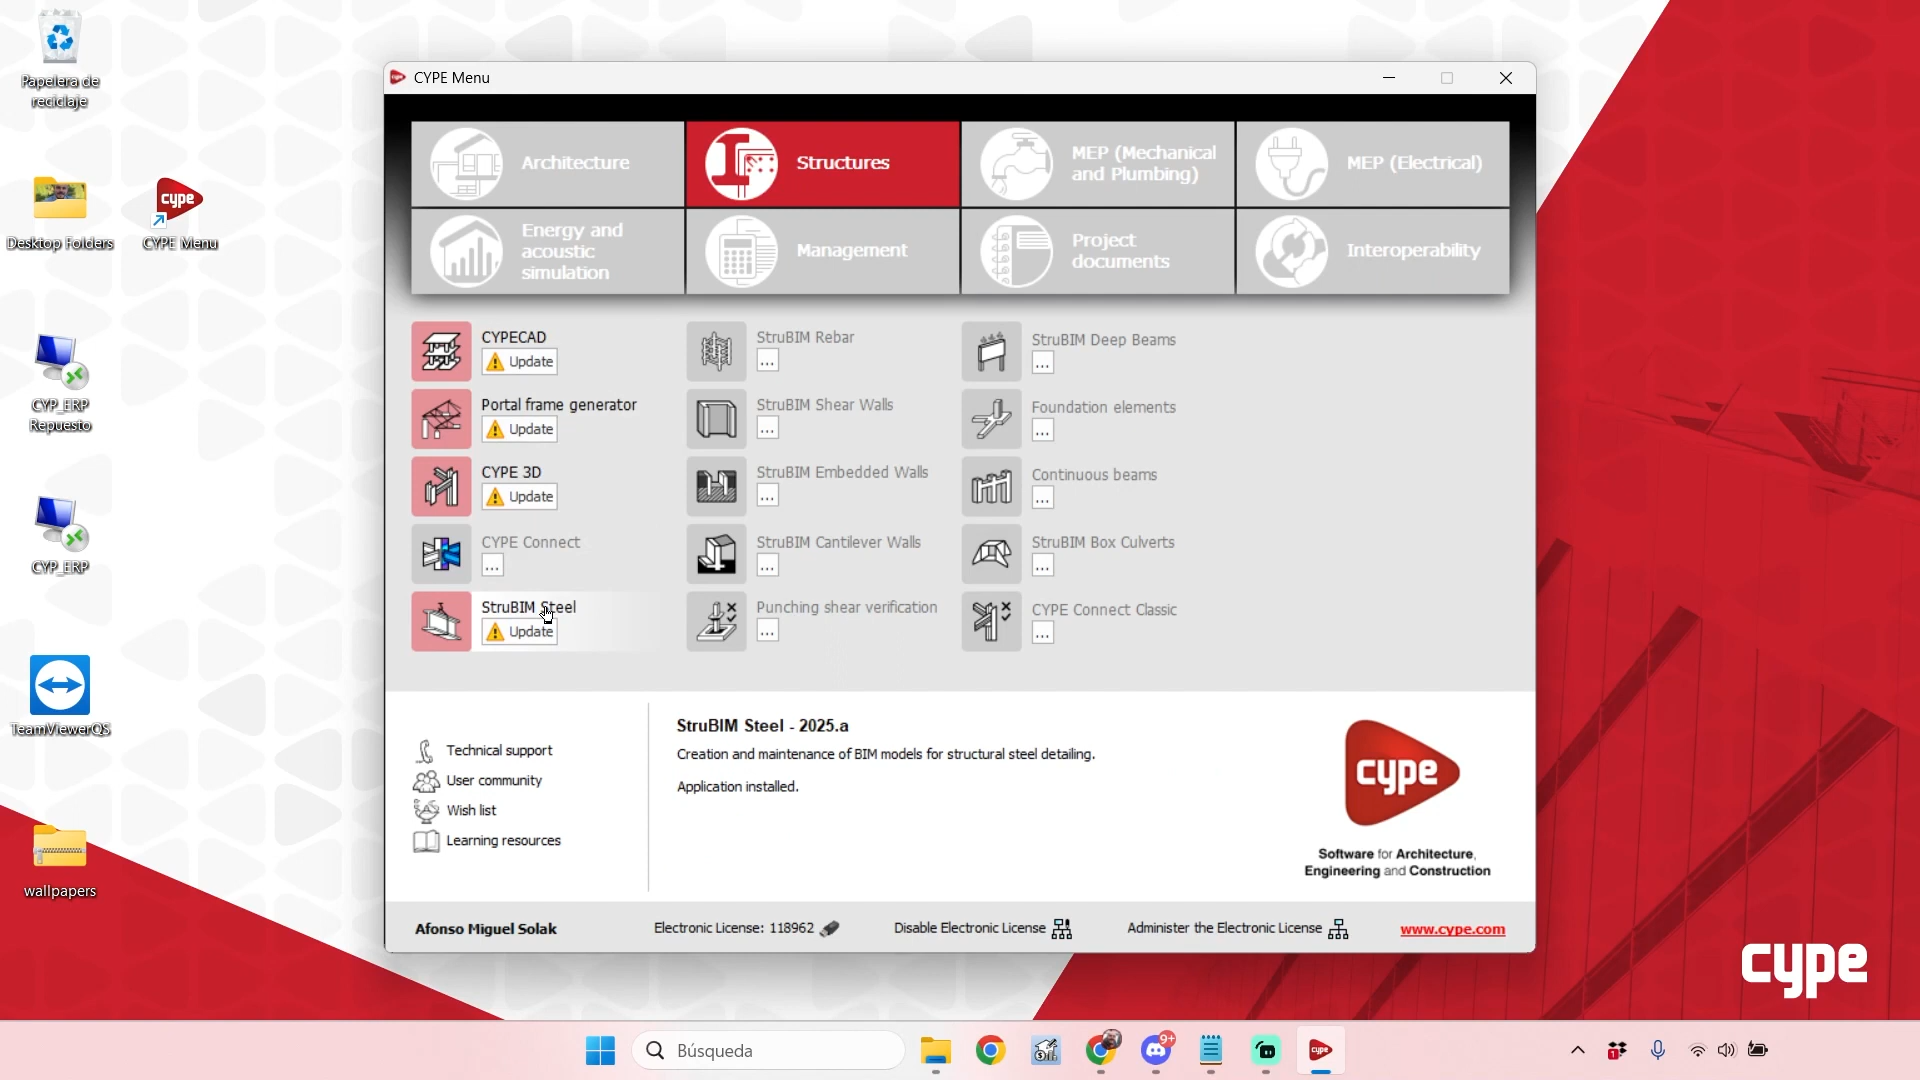 Papelera de
reciclaje
Desktop Folders
cype
CYPE Menu
CYP_ERP
Repuesto
CYP_ERP
TeamViewerQS
wallpapers
cype CYPE Menu
Architecture
Structures
MEP (Mechanical
and Plumbing)
MEP (Electrical)
Energy and
acoustic
simulation
Management
Project
documents
Interoperability
CYPECAD
Update
Portal frame generator
Update
CYPE 3D
Update
CYPE Connect
...
StruBIM Steel
Update
StruBIM Rebar
...
StruBIM Shear Walls
...
StruBIM Embedded Walls
...
StruBIM Cantilever Walls
...
Punching shear verification
...
StruBIM Deep Beams
...
Foundation elements
...
Continuous beams
...
StruBIM Box Culverts
...
CYPE Connect Classic
...
Technical support
User community
Wish list
Learning resources
StruBIM Steel - 2025.a
Creation and maintenance of BIM models for structural steel detailing.
Application installed.
cype
Software for Architecture,
Engineering and Construction
Afonso Miguel Solak
Electronic License: 118962
Disable Electronic License
Administer the Electronic License
www.cype.com
cype
Búsqueda
9+
cype
1